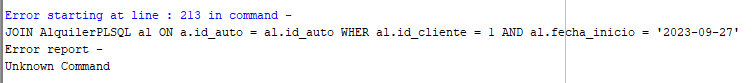 Error starting at line : 213 in command -
JOIN AlquilerPLSQL al ON a.id_auto = al.id_auto WHER al.id_cliente = 1 AND al.fecha_inicio = '2023-09-27'
Error report -
Unknown Command